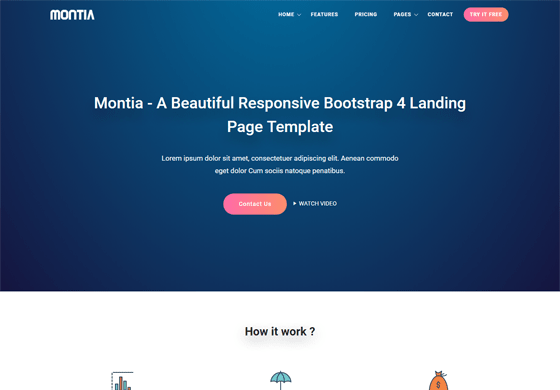 MONTIA
HOME FEATURES PRICING PAGES CONTACT TRY IT FREE
Montia - A Beautiful Responsive Bootstrap 4 Landing
Page Template
Lorem ipsum dolor sit amet, consectetuer adipiscing elit. Aenean commodo
eget dolor Cum sociis natoque penatibus.
Contact Us WATCH VIDEO
How it work ?
$